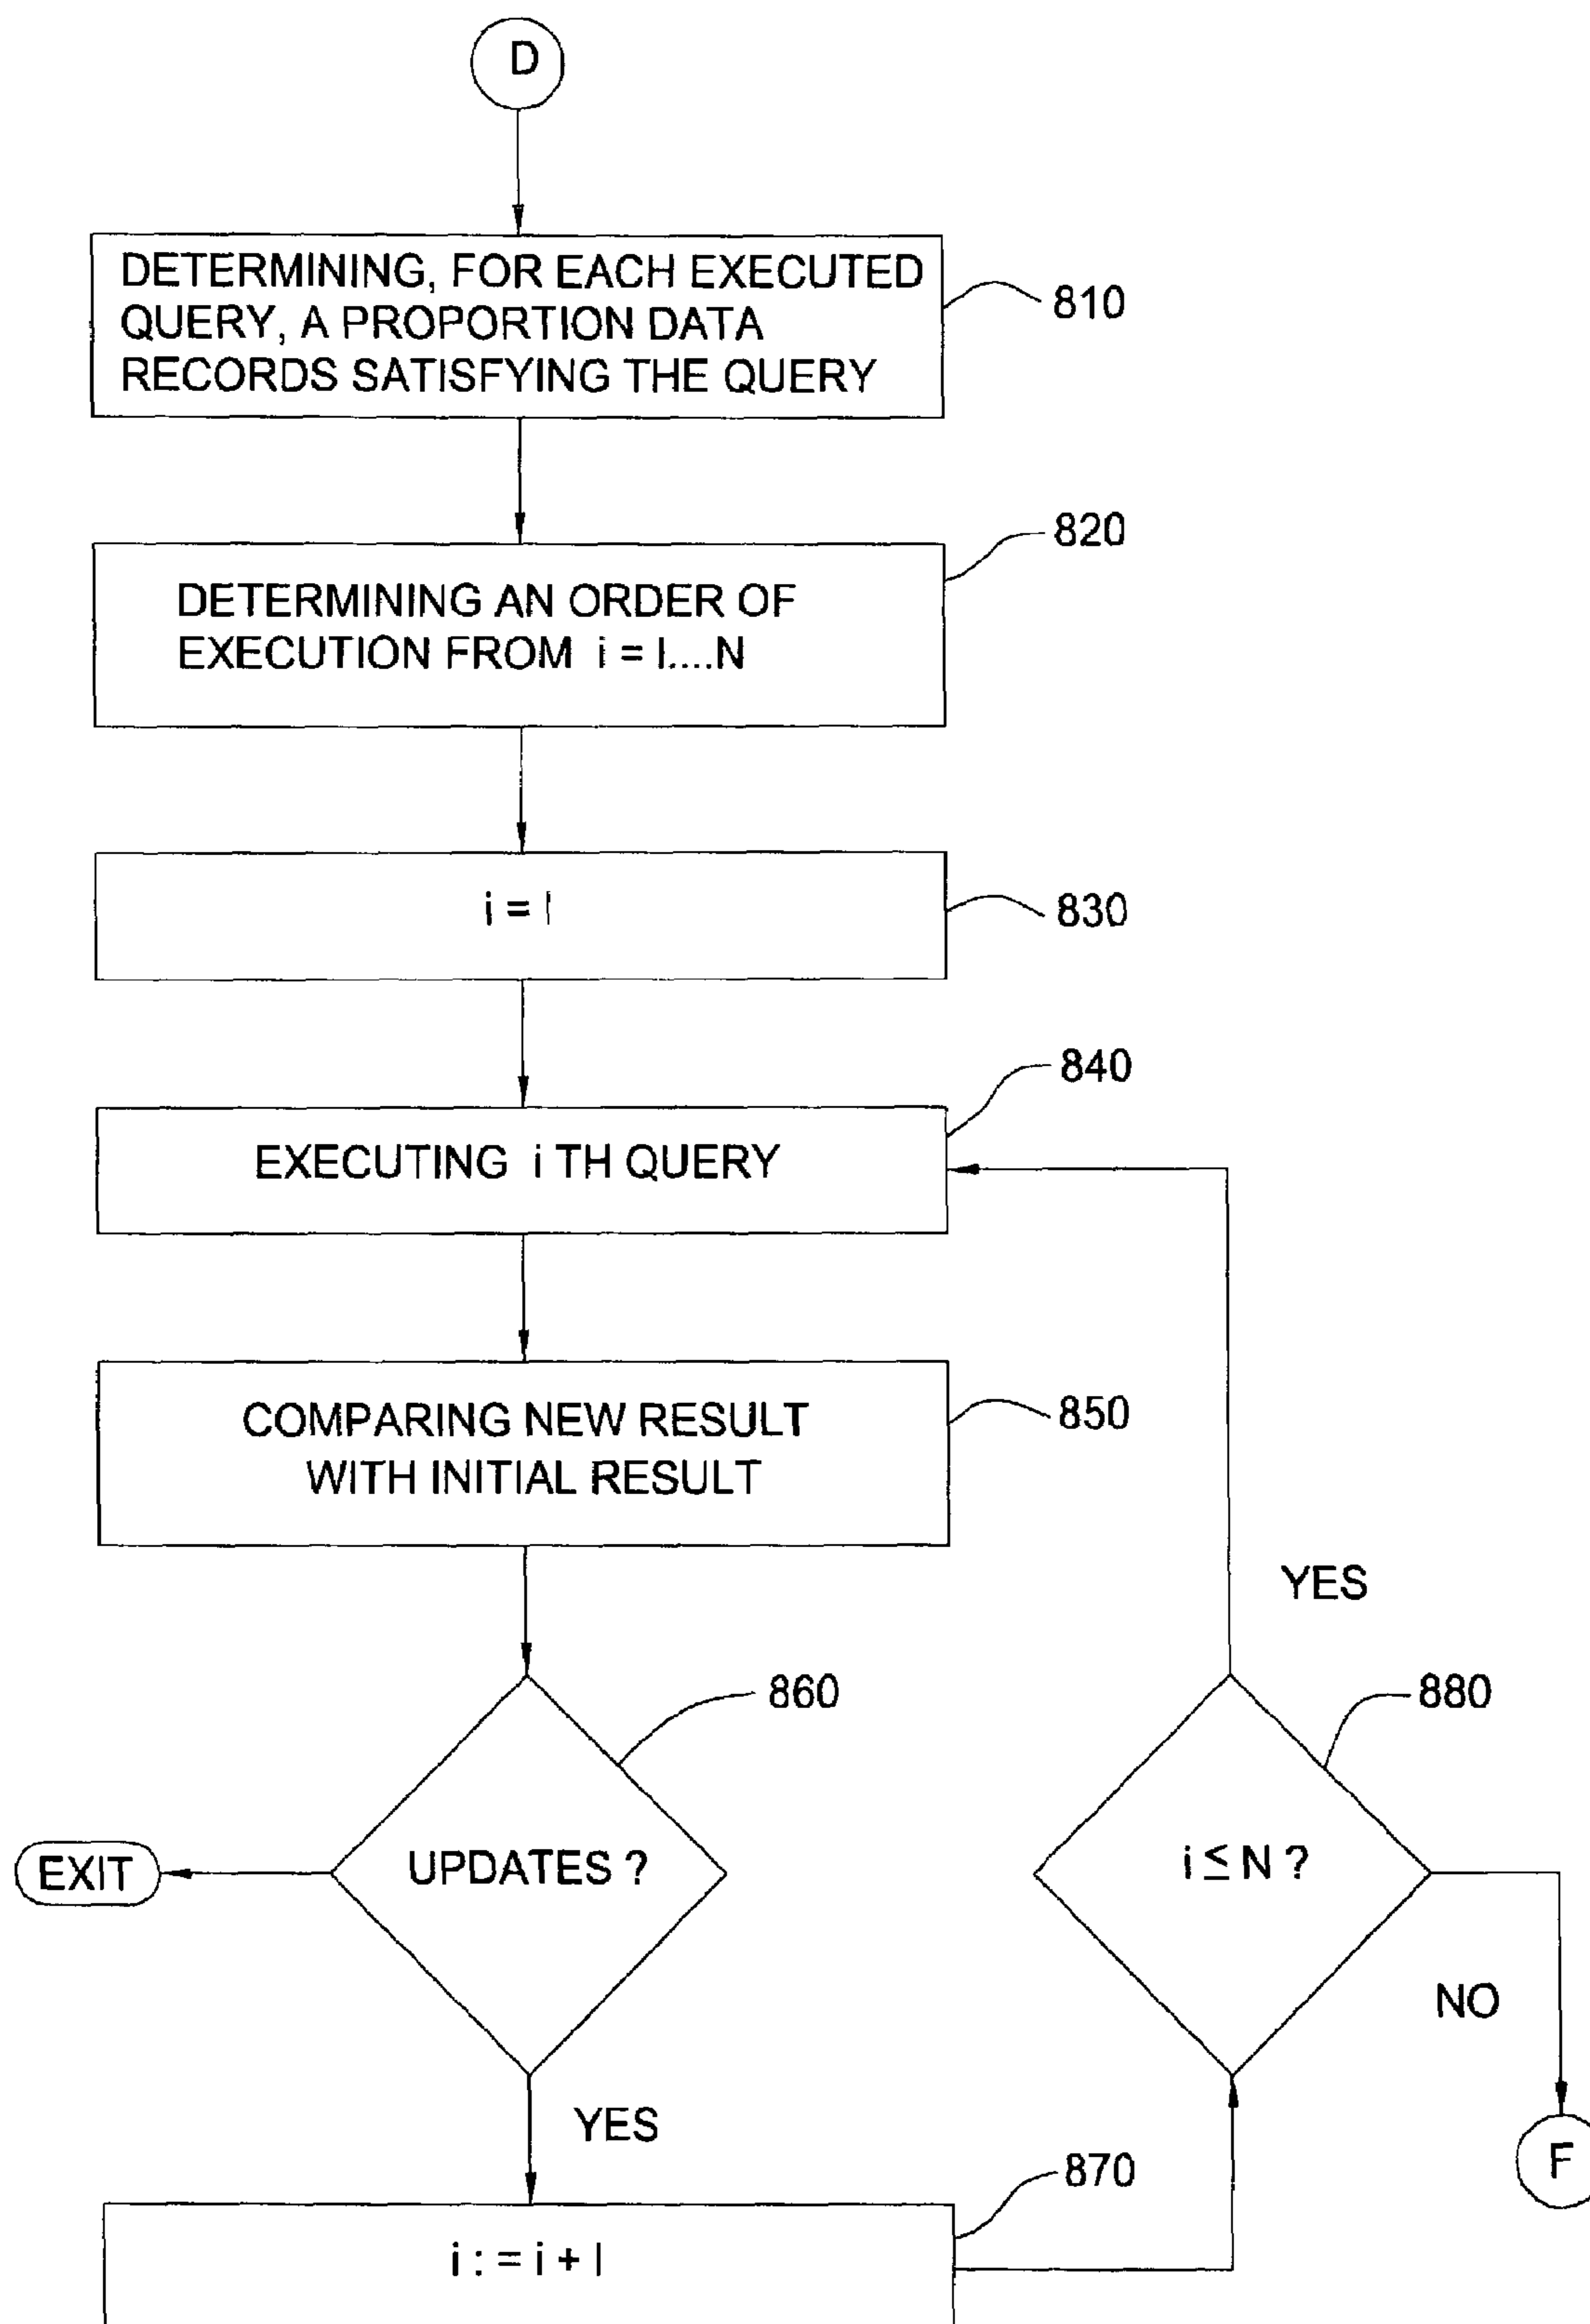 D
DETERMINING, FOR EACH EXECUTED
QUERY, A PROPORTION DATA
RECORDS SATISFYING THE QUERY
810
820
DETERMINING AN ORDER OF
EXECUTION FROM i = I....N
i = I
830
840
EXECUTING i TH QUERY
COMPARING NEW RESULT
WITH INITIAL RESULT
850
YES
860
880
EXIT
UPDATES ?
i ≤ N ?
NO
YES
F
870
i : = i + I